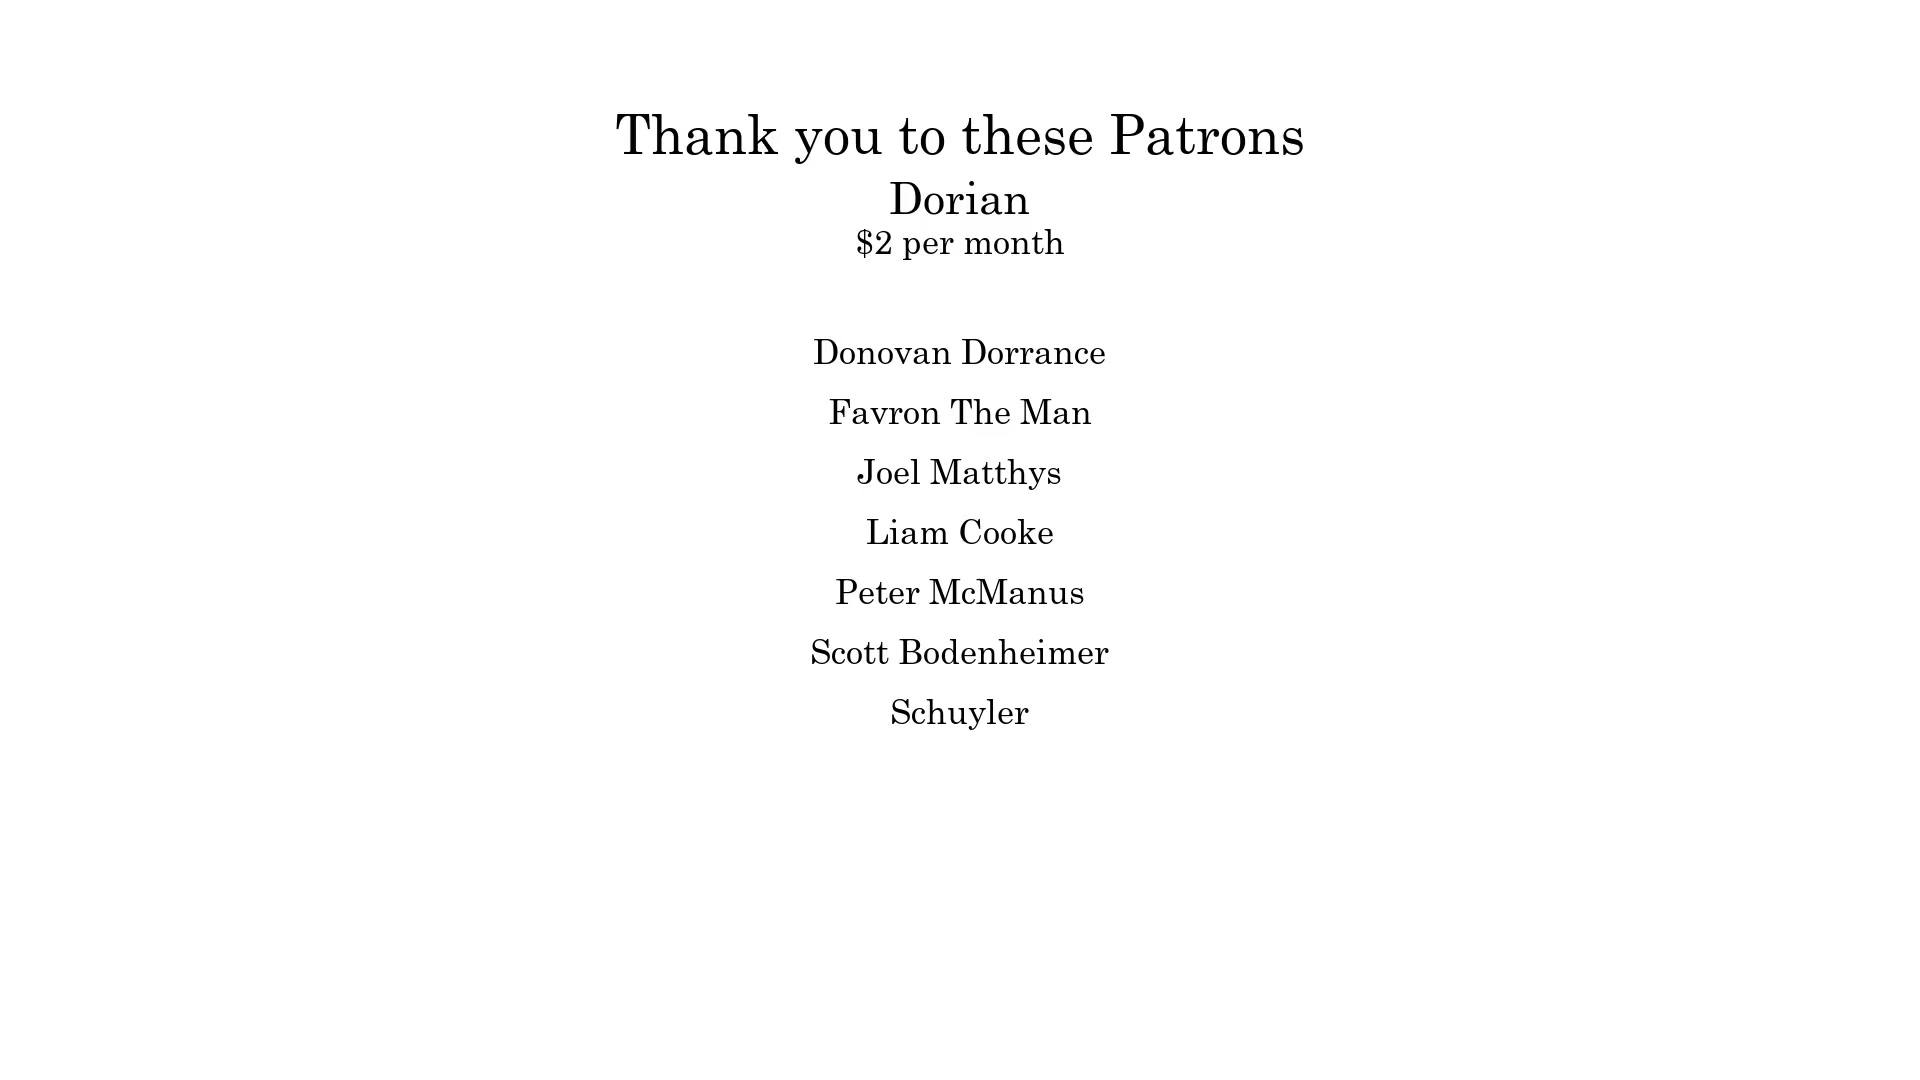 Thank you to these Patrons
Dorian
$2 per month
Donovan Dorrance
Favron The Man
Joel Matthys
Liam Cooke
Peter McManus
Scott Bodenheimer
Schuyler